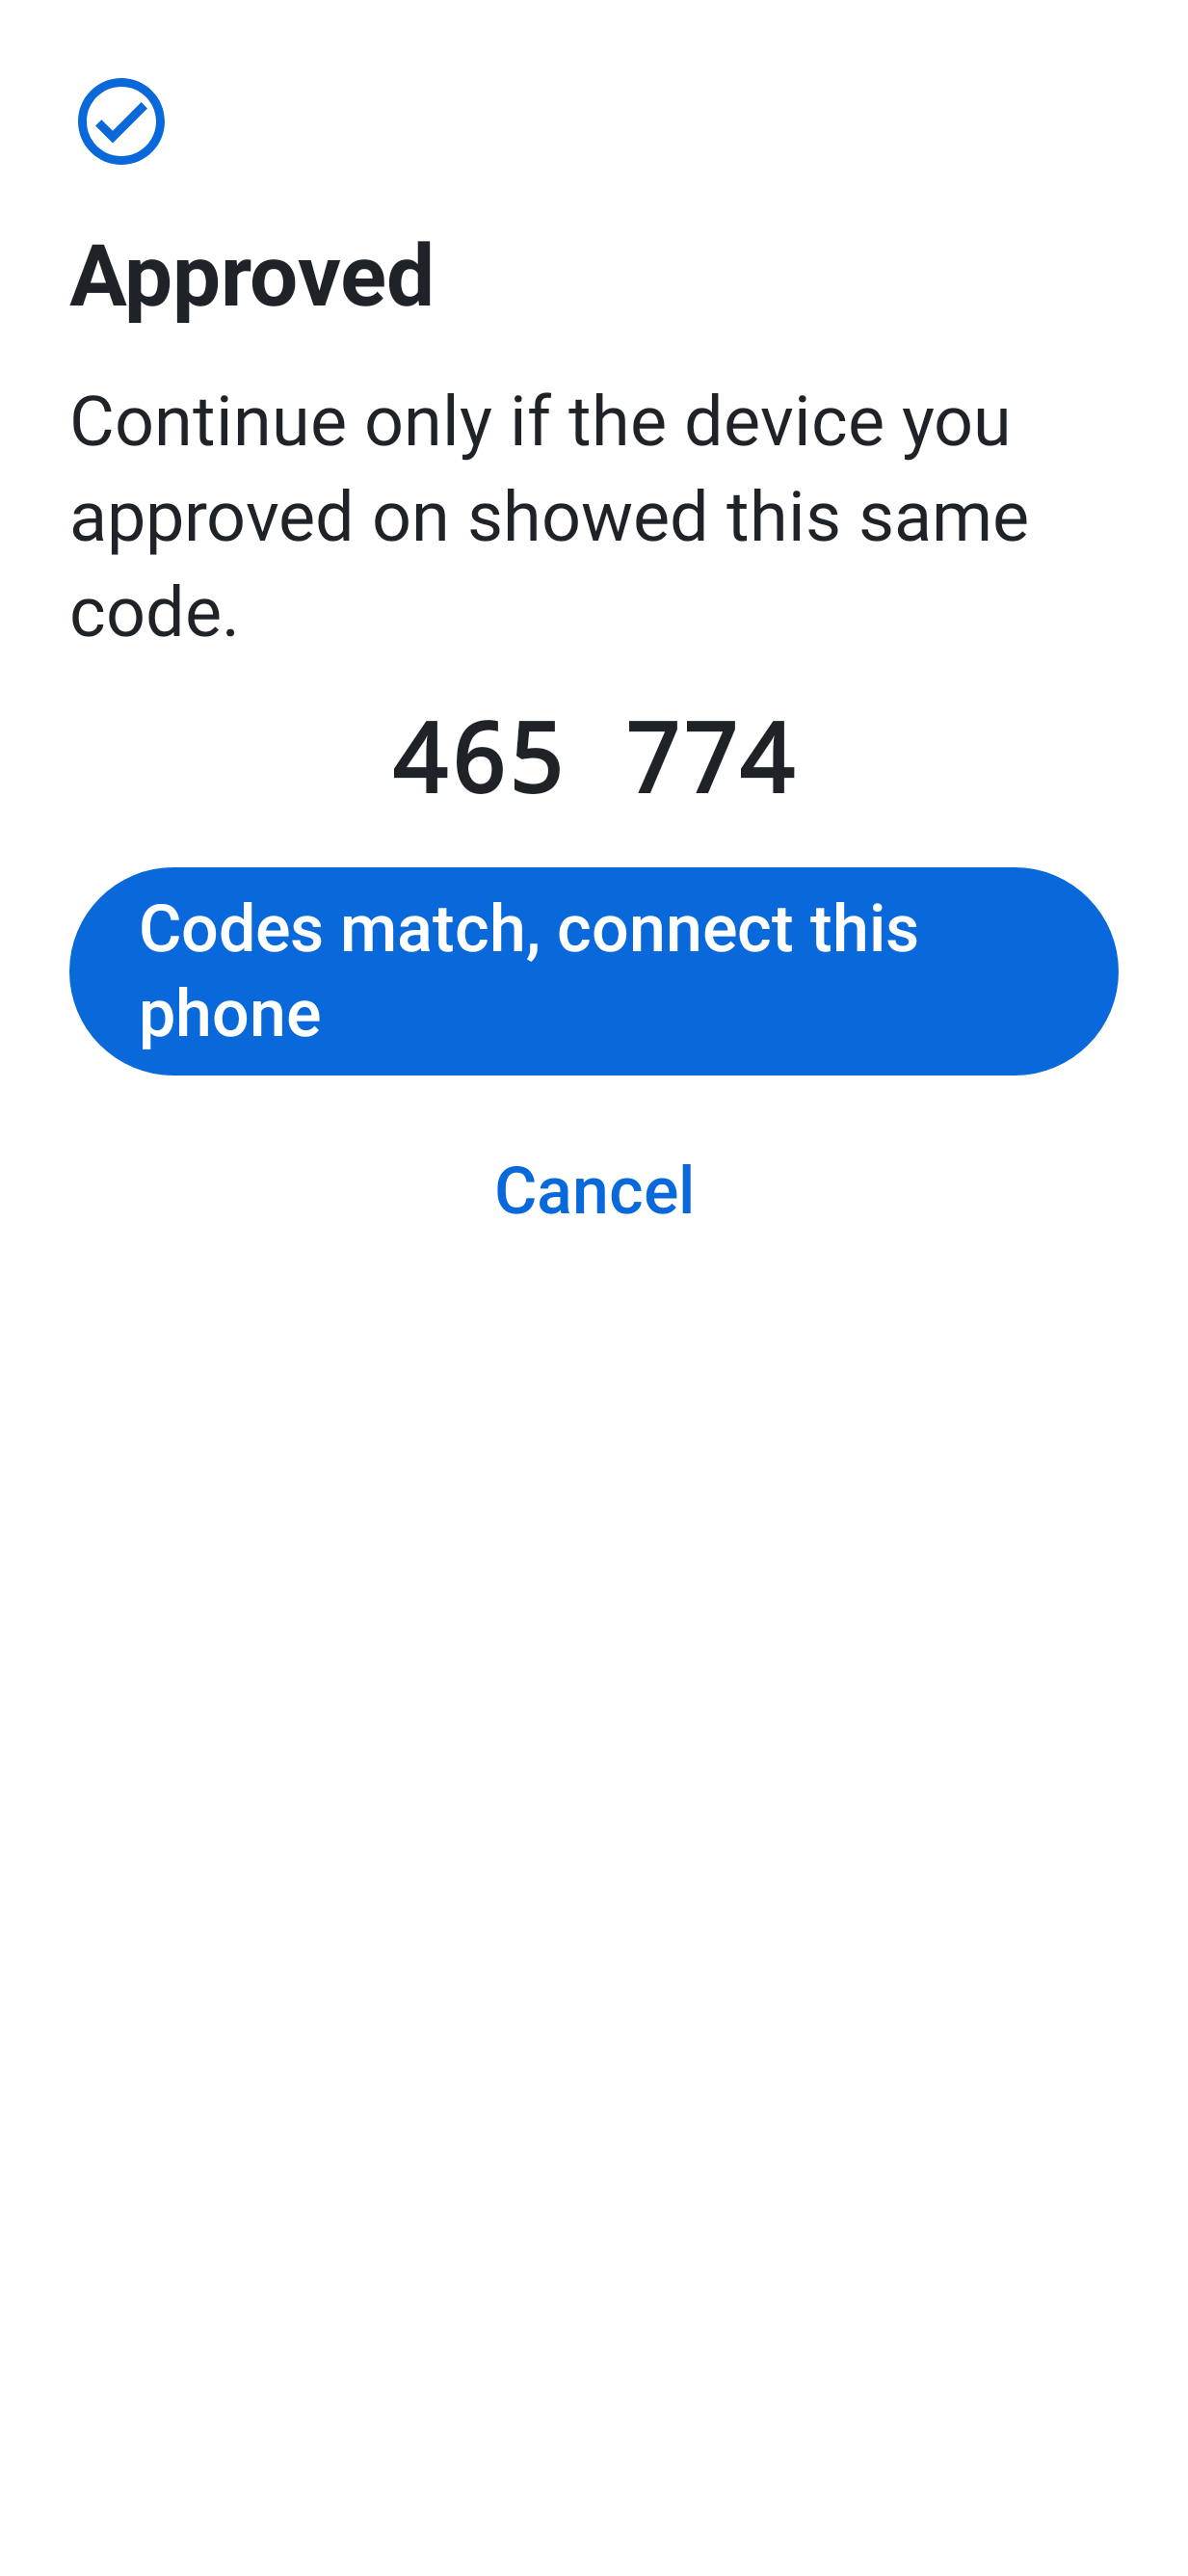 Approved
Continue only if the device you
approved on showed this same
code.
465 774
Codes match, connect this
phone
Cancel